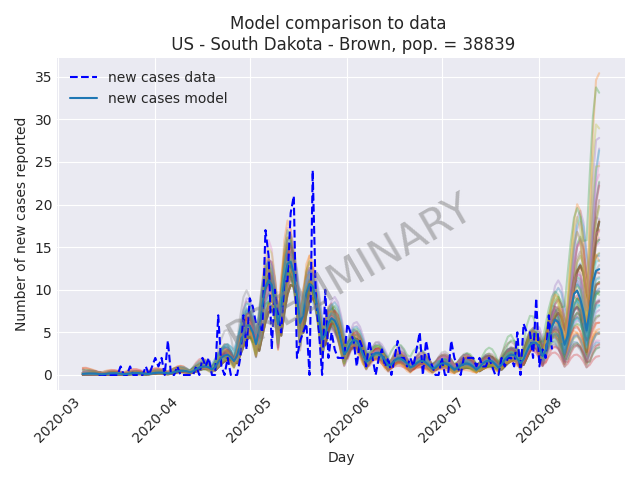 Model comparison to data
US - South Dakota - Brown, pop. = 38839
new cases data
new cases model
PRELIMINARY
Number of new cases reported
35
30
25
20
15
10
5
0
2020-03
2020-04
2020-05
2020-06
2020-07
2020-08
Day